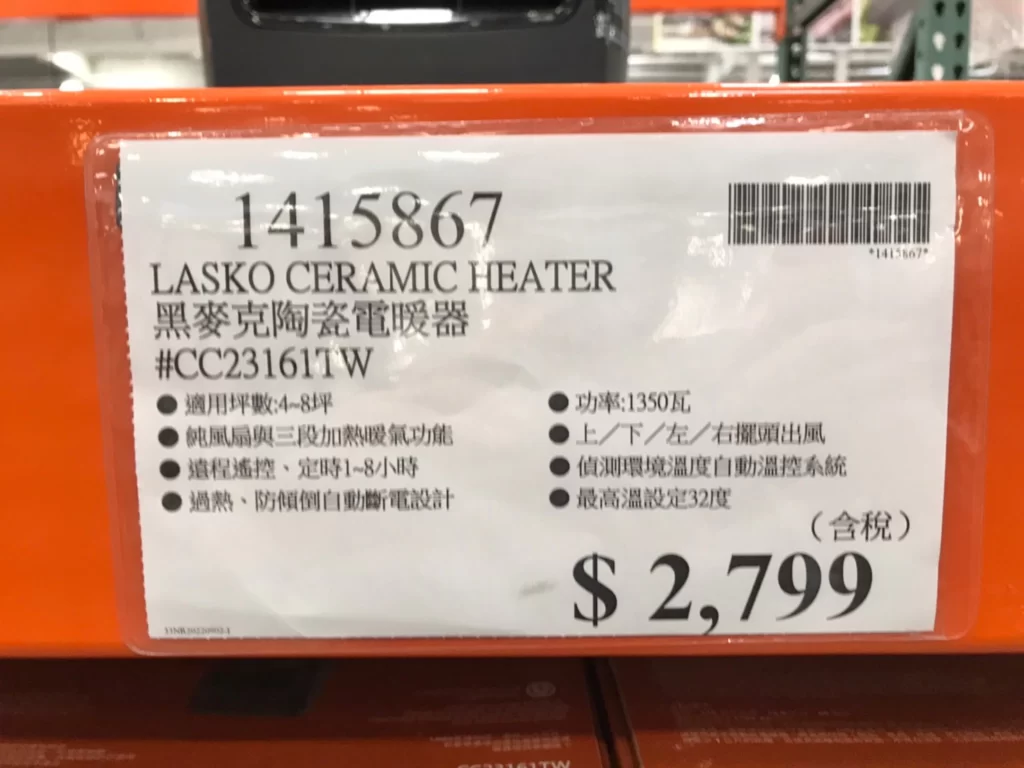 1415867
*1415867*
LASKO CERAMIC HEATER
黑麥克陶瓷電暖器
#CC23161TW
● 適用坪數:4~8坪
● 純風扇與三段加熱暖氣功能
● 遠程遙控、定時1~8小時
● 過熱、防傾倒自動斷電設計
● 功率:1350瓦
● 上/下/左/右擺頭出風
● 偵測環境溫度自動溫控系統
● 最高溫設定32度
(含稅)
$ 2,799
CC23161TW